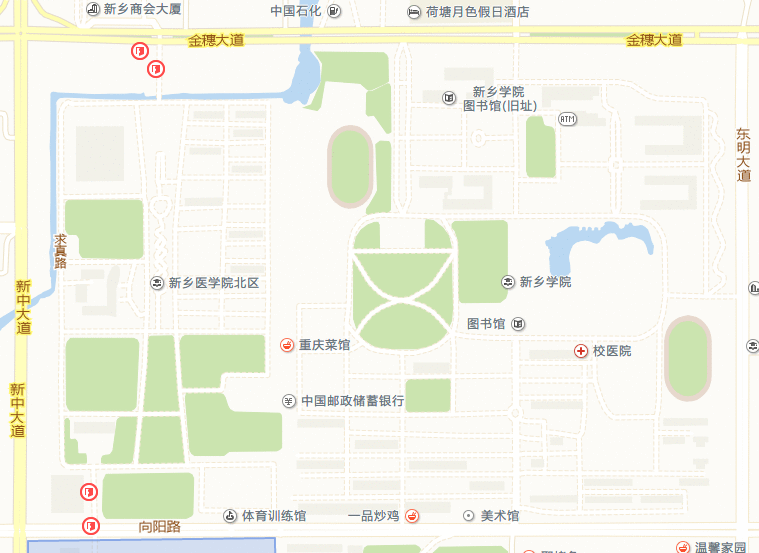 新乡商会大厦
中国石化
荷塘月色假日酒店
金穗大道
金穗大道
新乡学院
图书馆(旧址)
ATM
东明大道
求真路
新乡医学院北区
新乡学院
新中大道
图书馆
重庆菜馆
校医院
新中大道
中国邮政储蓄银行
体育训练馆
一品炒鸡
美术馆
向阳路
温馨家园